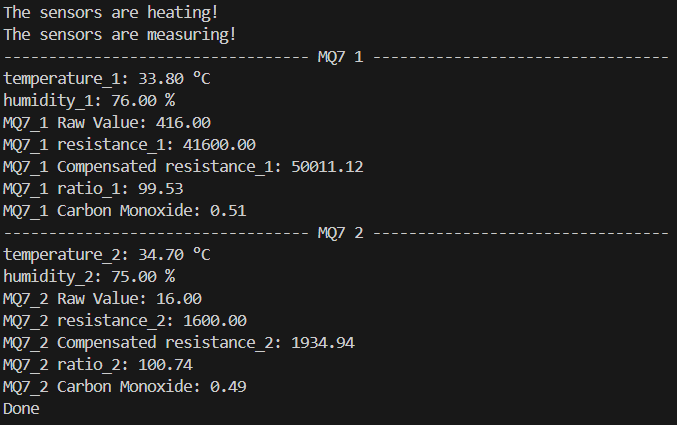 The sensors are heating!
The sensors are measuring!
---------------------------------- MQ7 1 ---------------------------------
temperature_1: 33.80 ºC
humidity_1: 76.00 %
MQ7_1 Raw Value: 416.00
MQ7_1 resistance_1: 41600.00
MQ7_1 Compensated resistance_1: 50011.12
MQ7_1 ratio_1: 99.53
MQ7_1 Carbon Monoxide: 0.51
---------------------------------- MQ7 2 ---------------------------------
temperature_2: 34.70 ºC
humidity_2: 75.00 %
MQ7_2 Raw Value: 16.00
MQ7_2 resistance_2: 1600.00
MQ7_2 Compensated resistance_2: 1934.94
MQ7_2 ratio_2: 100.74
MQ7_2 Carbon Monoxide: 0.49
Done